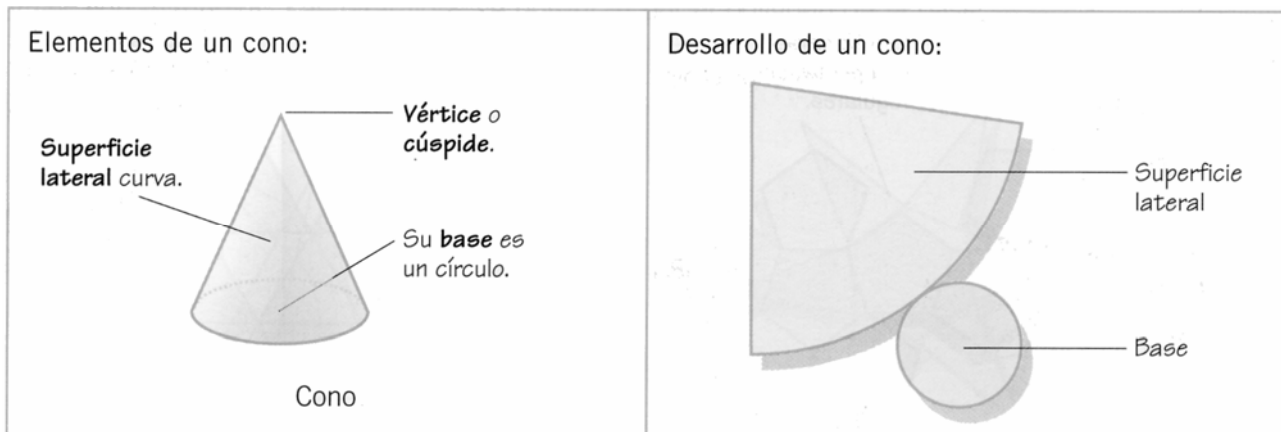 Elementos de un cono:
Vértice o
cúspide.
Superficie
lateral curva.
Su base es
un círculo.
Cono
Desarrollo de un cono:
Superficie
lateral
Base